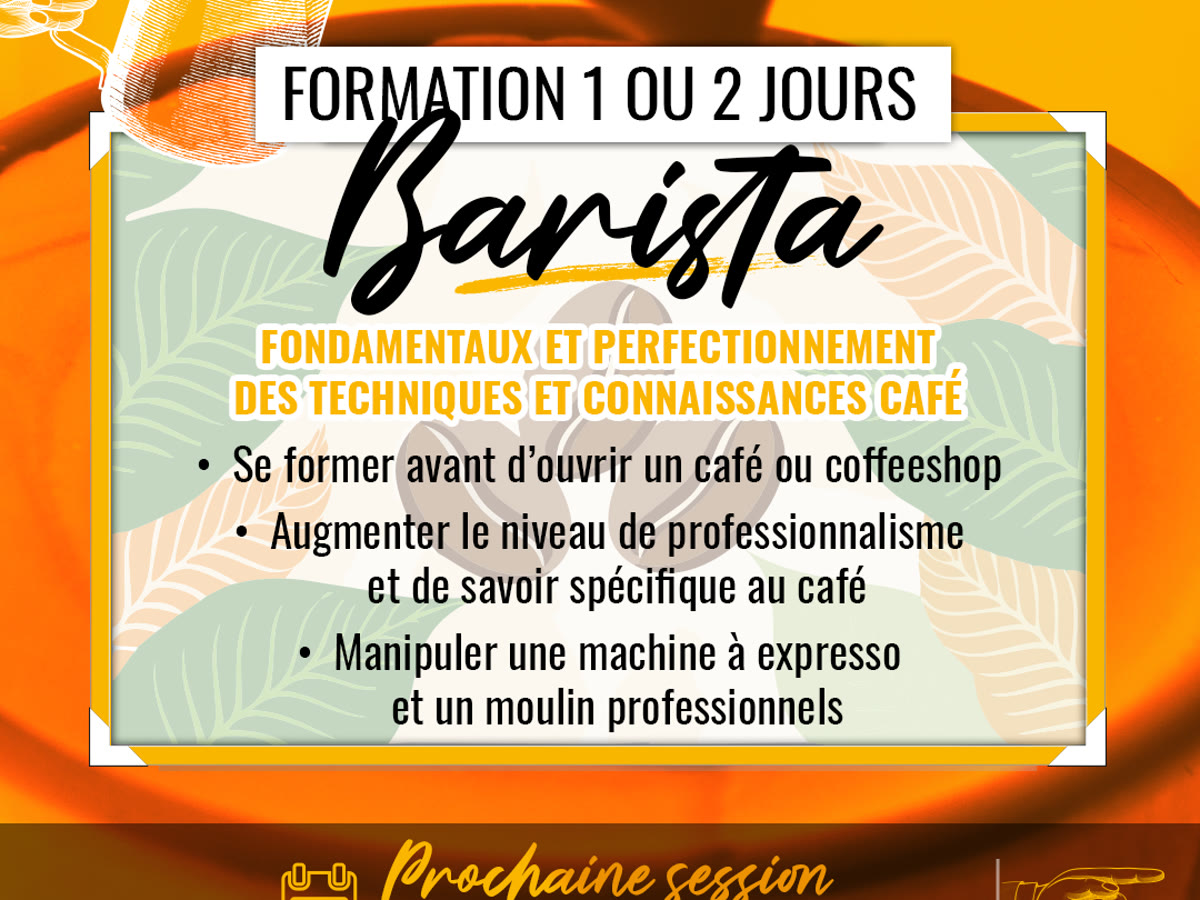 FORMATION 1 OU 2 JOURS
Barista
FONDAMENTAUX ET PERFECTIONNEMENT
DES TECHNIQUES ET CONNAISSANCES CAFÉ
• Se former avant d’ouvrir un café ou coffeeshop
• Augmenter le niveau de professionnalisme
et de savoir spécifique au café
• Manipuler une machine à expresso
et un moulin professionnels
Prochaine session